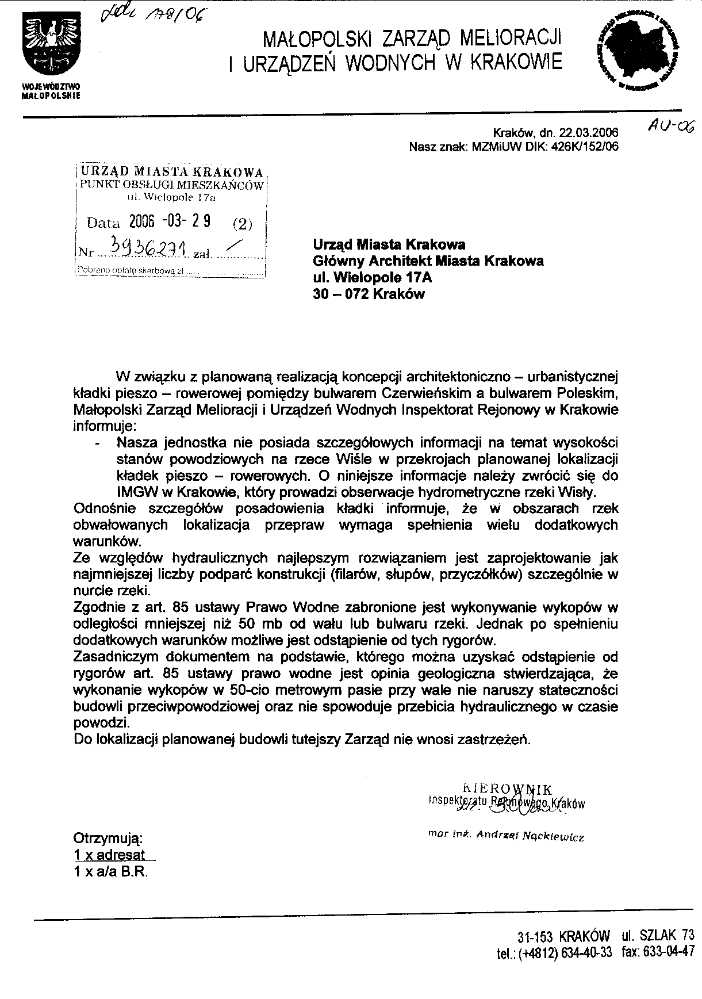 178/06
MAŁOPOLSKI ZARZĄD MELIORACJI
I URZĄDZEŃ WODNYCH W KRAKOWIE
WOJEWÓDZTWO
MAŁOPOLSKIE
Kraków, dn. 22.03.2006
AU-06
Nasz znak: MZMiUW DIK: 426K/152/06
URZĄD MIASTA KRAKOWA
PUNKT OBSŁUGI MIESZKAŃCÓW
ul. Wielopole 17a
Data 2006 -03- 29 (2)
Nr 3936271 zał. /
Pobrano opłatę skarbową zł
Urząd Miasta Krakowa
Główny Architekt Miasta Krakowa
ul. Wielopole 17A
30 – 072 Kraków
W związku z planowaną realizacją koncepcji architektoniczno – urbanistycznej
kładki pieszo – rowerowej pomiędzy bulwarem Czerwieńskim a bulwarem Poleskim,
Małopolski Zarząd Melioracji i Urządzeń Wodnych Inspektorat Rejonowy w Krakowie
informuje:
- Nasza jednostka nie posiada szczegółowych informacji na temat wysokości
stanów powodziowych na rzece Wiśle w przekrojach planowanej lokalizacji
kładek pieszo – rowerowych. O niniejsze informacje należy zwrócić się do
IMGW w Krakowie, który prowadzi obserwacje hydrometryczne rzeki Wisły.
Odnośnie szczegółów posadowienia kładki informuje, że w obszarach rzek
obwałowanych lokalizacja przepraw wymaga spełnienia wielu dodatkowych
warunków.
Ze względów hydraulicznych najlepszym rozwiązaniem jest zaprojektowanie jak
najmniejszej liczby podparć konstrukcji (filarów, słupów, przyczółków) szczególnie w
nurcie rzeki.
Zgodnie z art. 85 ustawy Prawo Wodne zabronione jest wykonywanie wykopów w
odległości mniejszej niż 50 mb od wału lub bulwaru rzeki. Jednak po spełnieniu
dodatkowych warunków możliwe jest odstąpienie od tych rygorów.
Zasadniczym dokumentem na podstawie, którego można uzyskać odstąpienie od
rygorów art. 85 ustawy prawo wodne jest opinia geologiczna stwierdzająca, że
wykonanie wykopów w 50-cio metrowym pasie przy wale nie naruszy stateczności
budowli przeciwpowodziowej oraz nie spowoduje przebicia hydraulicznego w czasie
powodzi.
Do lokalizacji planowanej budowli tutejszy Zarząd nie wnosi zastrzeżeń.
KIEROWNIK
Inspektoratu Rejonowego Kraków
mgr inż. Andrzej Nąckiewicz
Otrzymują:
1 x adresat
1 x a/a B.R.
31-153 KRAKÓW ul. SZLAK 73
tel.: (+4812) 634-40-33 fax: 633-04-47